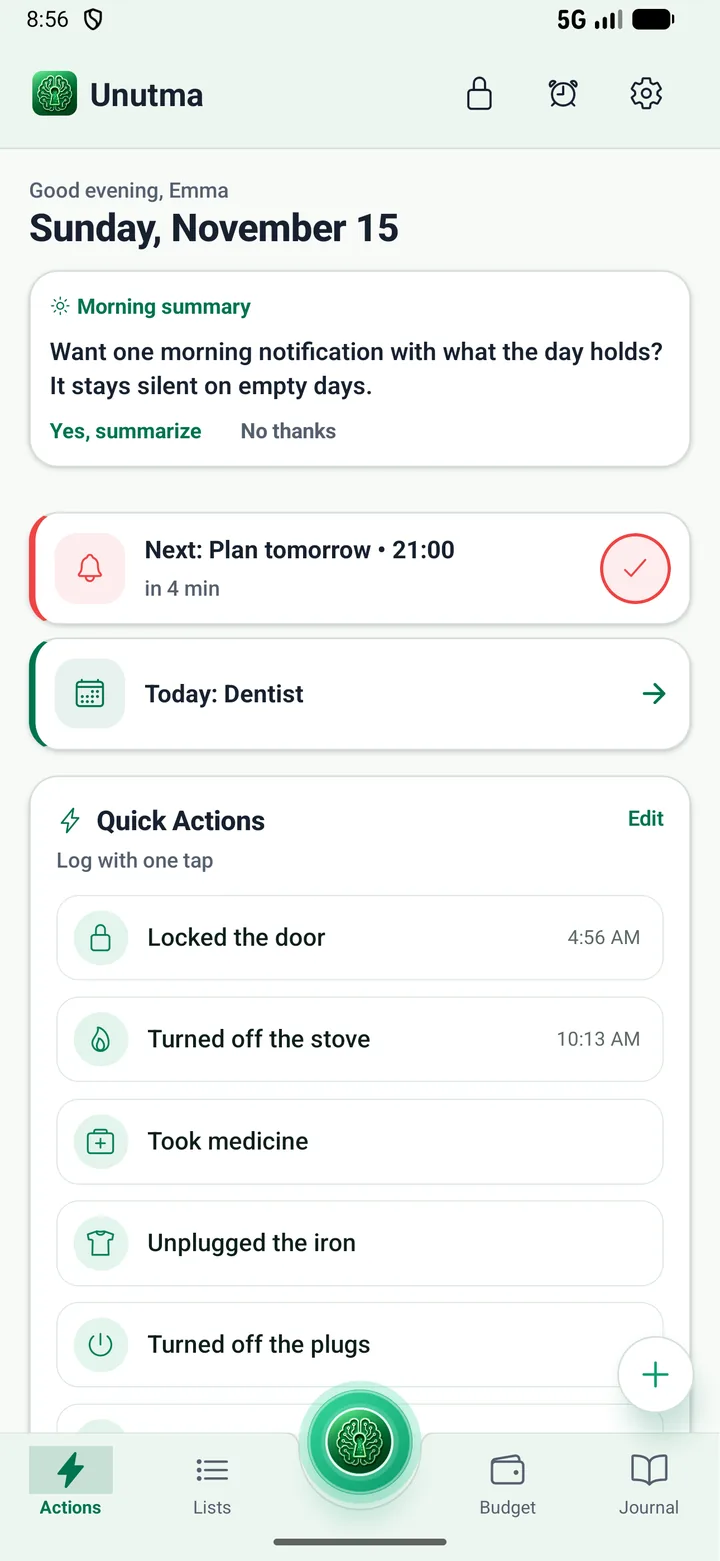 8:56
5G
Unutma
Good evening, Emma
Sunday, November 15
Morning summary
Want one morning notification with what the day holds?
It stays silent on empty days.
Yes, summarize No thanks
Next: Plan tomorrow • 21:00
in 4 min
Today: Dentist
Quick Actions
Edit
Log with one tap
Locked the door 4:56 AM
Turned off the stove 10:13 AM
Took medicine
Unplugged the iron
Turned off the plugs
Actions Lists Budget Journal